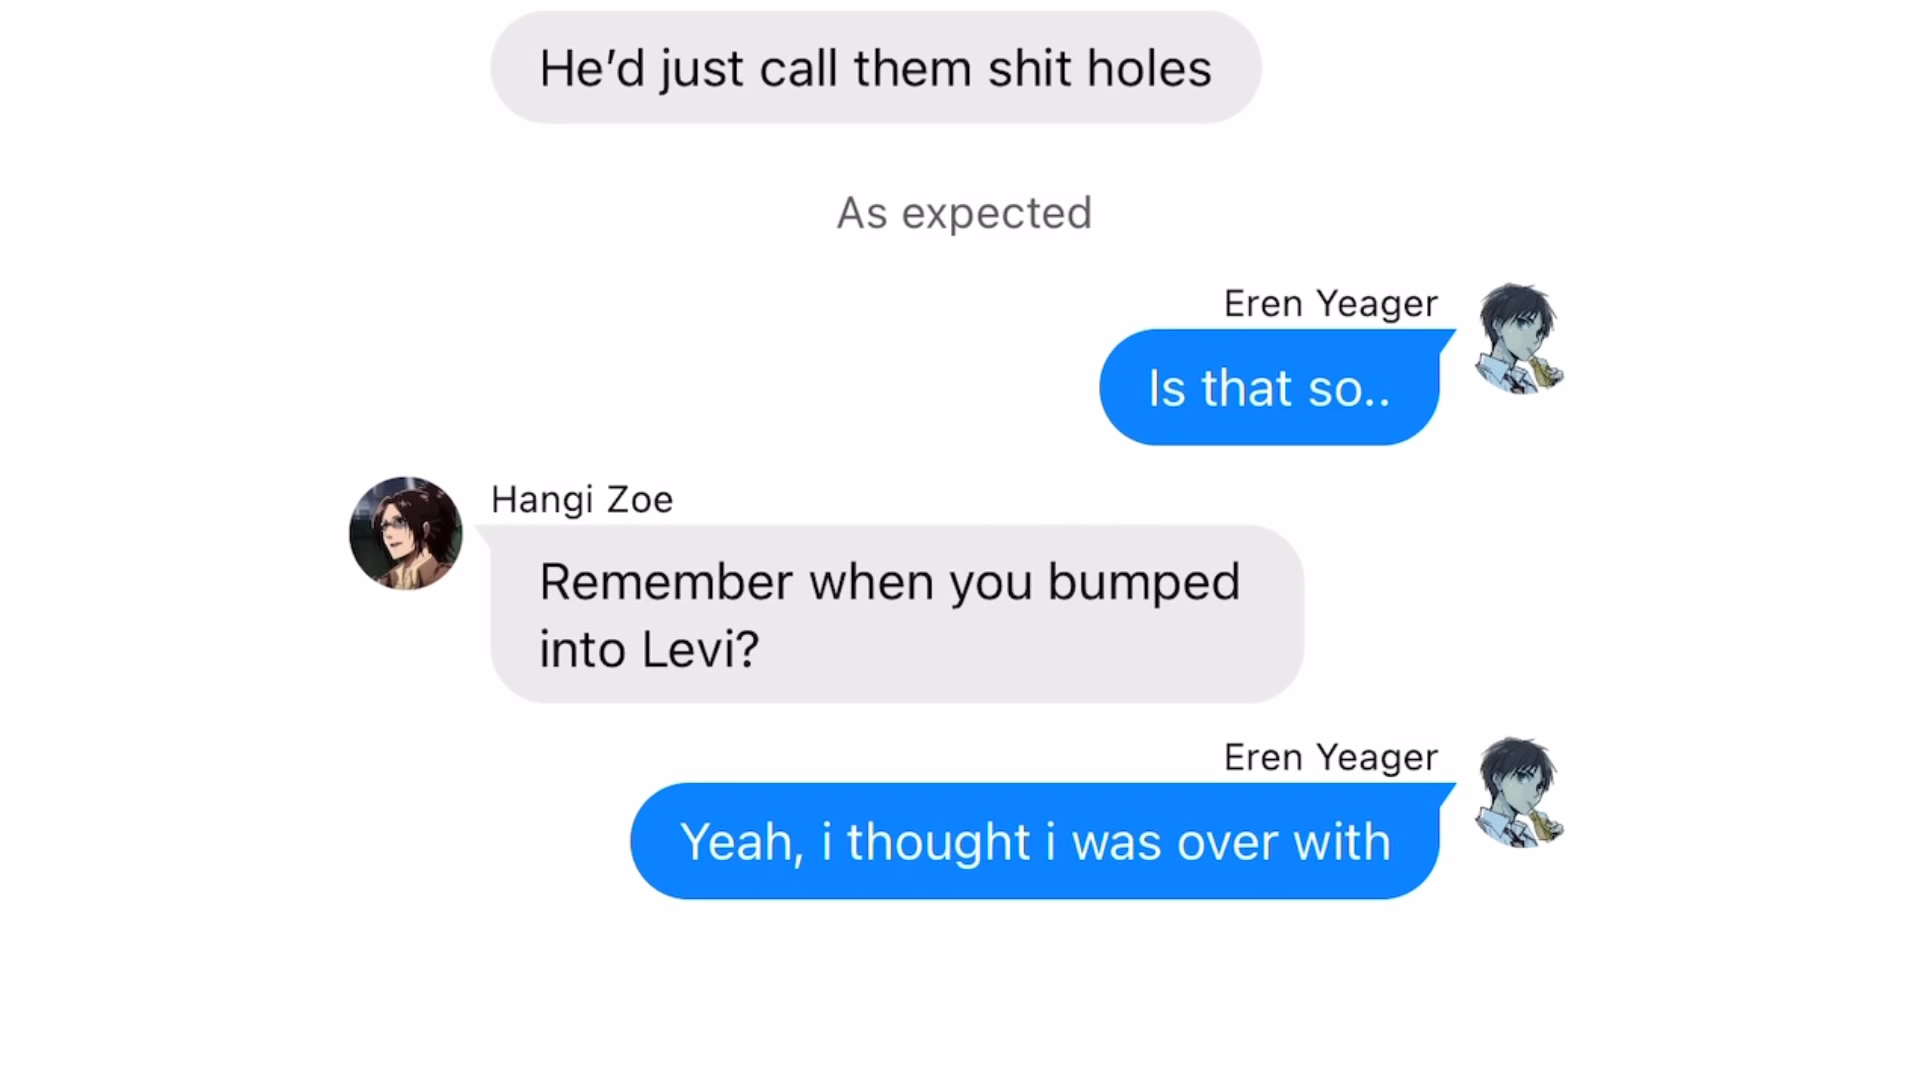 He’d just call them shit holes
As expected
Eren Yeager
Is that so..
Hangi Zoe
Remember when you bumped
into Levi?
Eren Yeager
Yeah, i thought i was over with